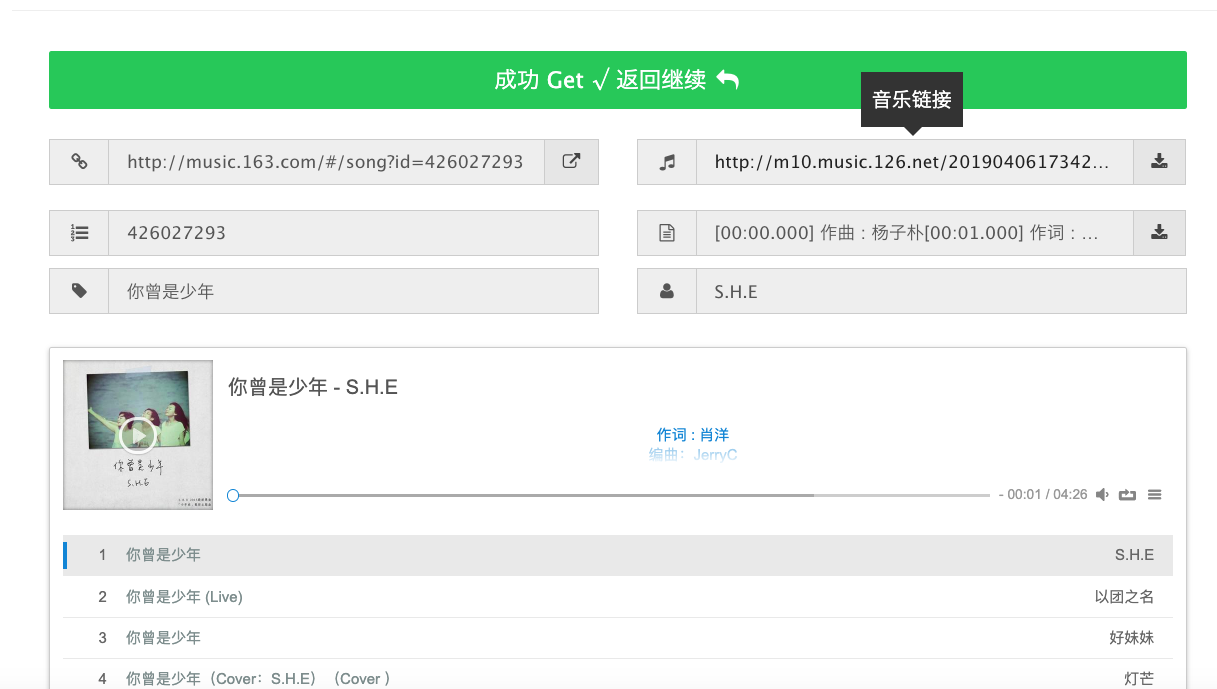 成功 Get √ 返回继续
音乐链接
http://music.163.com/#/song?id=426027293
http://m10.music.126.net/2019040617342...
426027293
[00:00.000] 作曲 : 杨子朴[00:01.000] 作词 : ...
你曾是少年
S.H.E
你曾是少年 - S.H.E
作词 : 肖洋
编曲：JerryC
你曾是少年
S.H.E
- 00:01 / 04:26
1 你曾是少年 S.H.E
2 你曾是少年 (Live) 以团之名
3 你曾是少年 好妹妹
4 你曾是少年（Cover：S.H.E）（Cover ） 灯芒